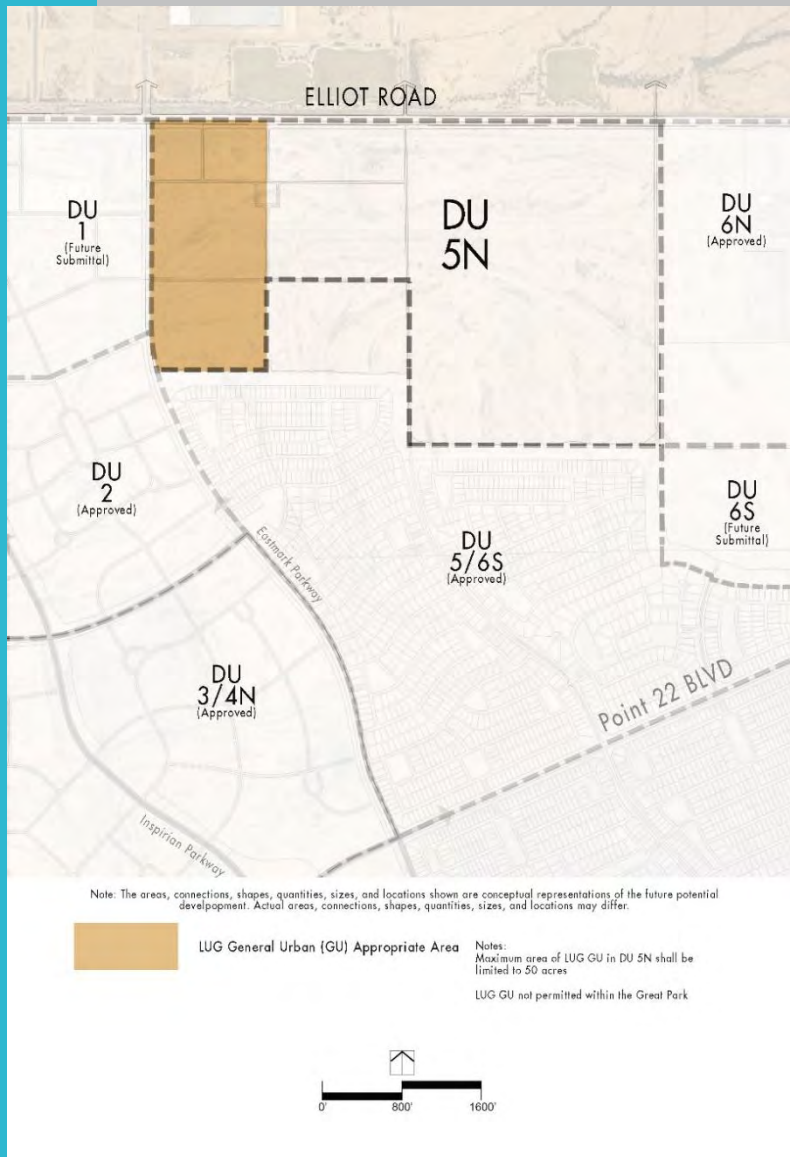 ELLIOT ROAD
DU
1
(Future
Submittal)
DU
5N
DU
6N
(Approved)
DU
2
(Approved)
Eastmark Parkway
DU
5/6S
(Approved)
DU
6S
(Future
Submittal)
DU
3/4N
(Approved)
Point 22 BLVD
Inspirian Parkway
Note: The areas, connections, shapes, quantities, sizes, and locations shown are conceptual representations of the future potential
develpopment. Actual areas, connections, shapes, quantities, sizes, and locations may differ.
LUG General Urban (GU) Appropriate Area
Notes:
Maximum area of LUG GU in DU 5N shall be
limited to 50 acres
LUG GU not permitted within the Great Park
0'
800'
1600'